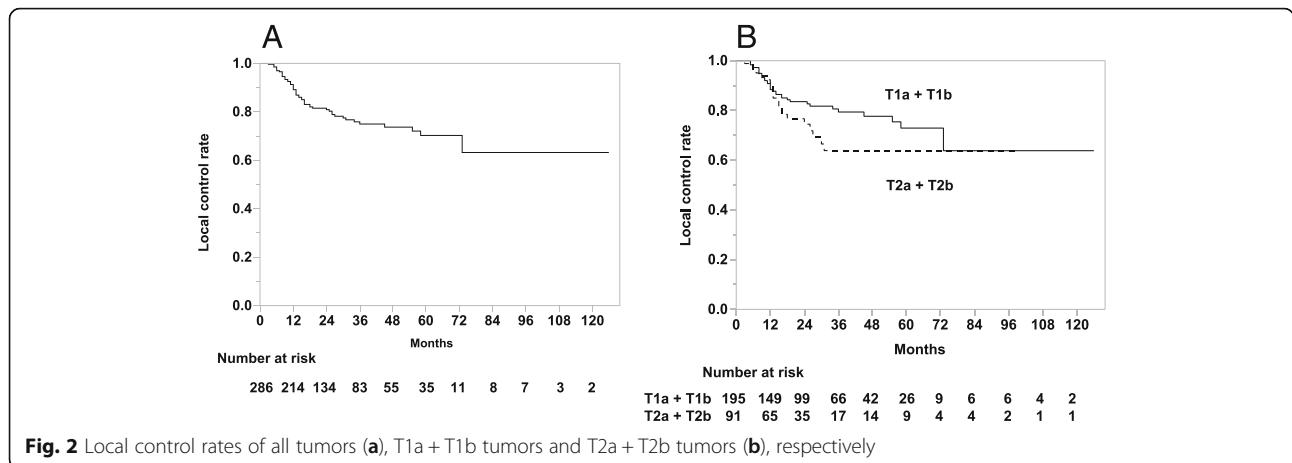 A
1.0
0.8
0.6
0.4
0.2
0.0
Local control rate
0 12 24 36 48 60 72 84 96 108 120
Months
Number at risk
286 214 134 83 55 35 11 8 7 3 2
B
1.0
0.8
0.6
0.4
0.2
0.0
Local control rate
T1a + T1b
T2a + T2b
0 12 24 36 48 60 72 84 96 108 120
Months
Number at risk
T1a + T1b 195 149 99 66 42 26 9 6 6 4 2
T2a + T2b 91 65 35 17 14 9 4 4 2 1 1
Fig. 2 Local control rates of all tumors (a), T1a + T1b tumors and T2a + T2b tumors (b), respectively